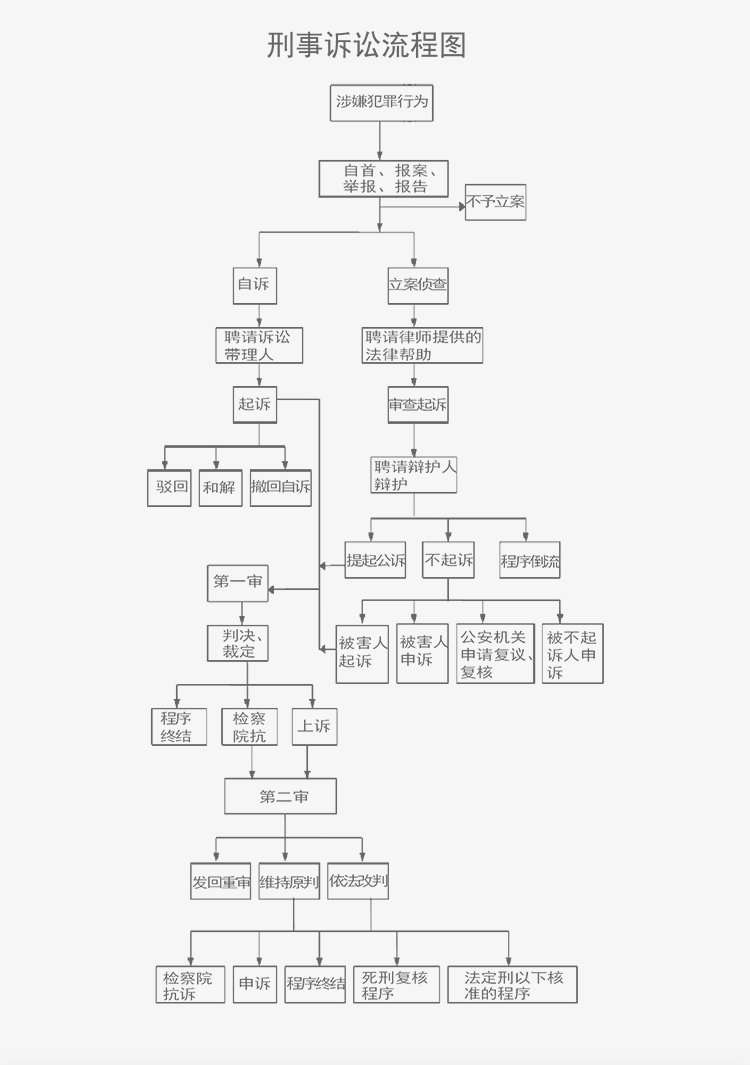 刑事诉讼流程图
涉嫌犯罪行为
自首、报案、
举报、报告
不予立案
自诉
立案侦查
聘请诉讼
带理人
聘请律师提供的
法律帮助
起诉
审查起诉
驳回
和解
撤回自诉
聘请辩护人
辩护
提起公诉
不起诉
程序倒流
第一审
判决、
裁定
被害人
起诉
被害人
申诉
公安机关
申请复议、
复核
被不起
诉人申
诉
程序
终结
检察
院抗
上诉
第二审
发回重审
维持原判
依法改判
检察院
抗诉
申诉
程序终结
死刑复核
程序
法定刑以下核
准的程序